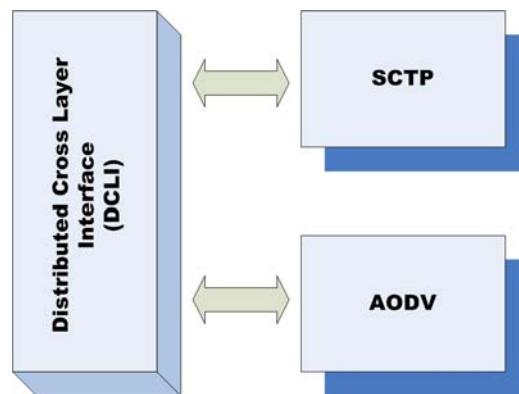 Distributed Cross Layer
Interface
(DCLI)
SCTP
AODV